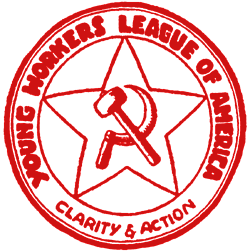 YOUNG WORKERS LEAGUE OF AMERICA
CLARITY & ACTION